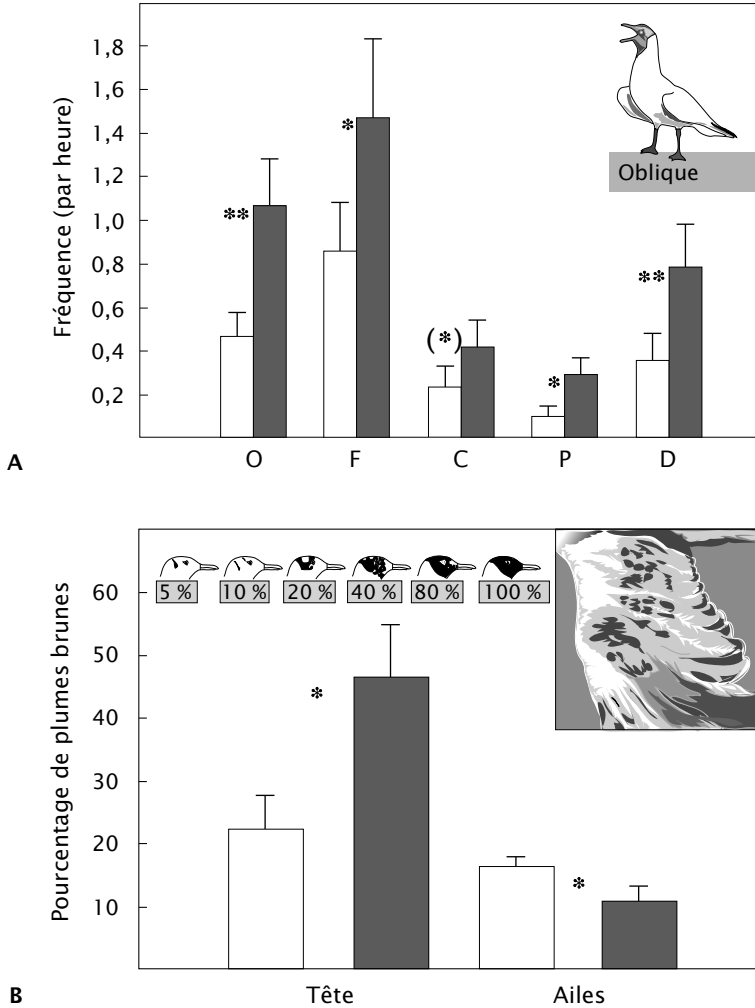 Fréquence (par heure)
1,8
1,6
1,4
1,2
1,0
0,8
0,6
0,4
0,2
**
*
(*)
*
**
Oblique
O F C P D
A
Pourcentage de plumes brunes
5 % 10 % 20 % 40 % 80 % 100 %
60
50
40
30
20
10
*
*
Tête Ailes
B